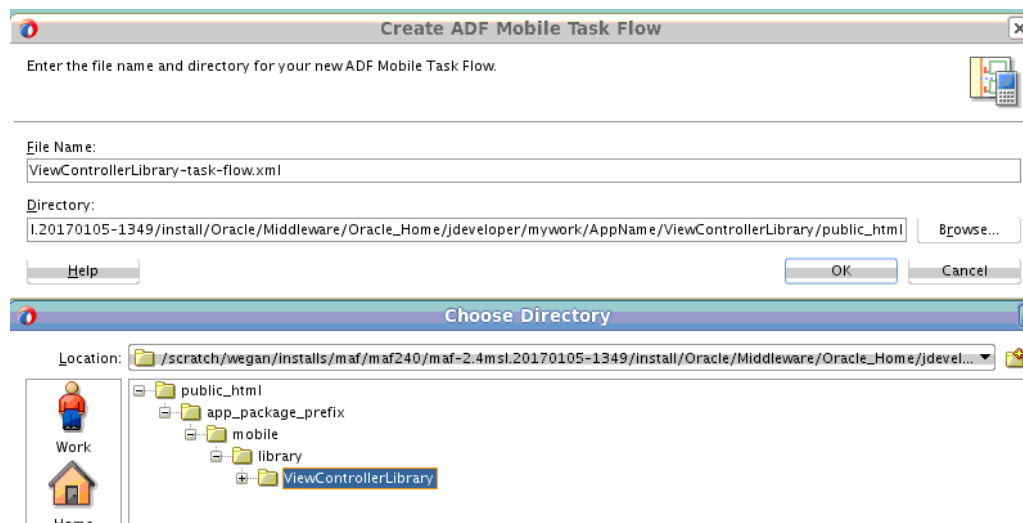 Create ADF Mobile Task Flow
Enter the file name and directory for your new ADF Mobile Task Flow.
File Name:
ViewControllerLibrary-task-flow.xml
Directory:
l.20170105-1349/install/Oracle/Middleware/Oracle_Home/jdeveloper/mywork/AppName/ViewControllerLibrary/public_html Browse...
Help OK Cancel
Choose Directory
Location: /scratch/wegan/installs/maf/maf240/maf-2.4msl.20170105-1349/install/Oracle/Middleware/Oracle_Home/jdevel...
public_html
app_package_prefix
mobile
Work
library
ViewControllerLibrary
Home